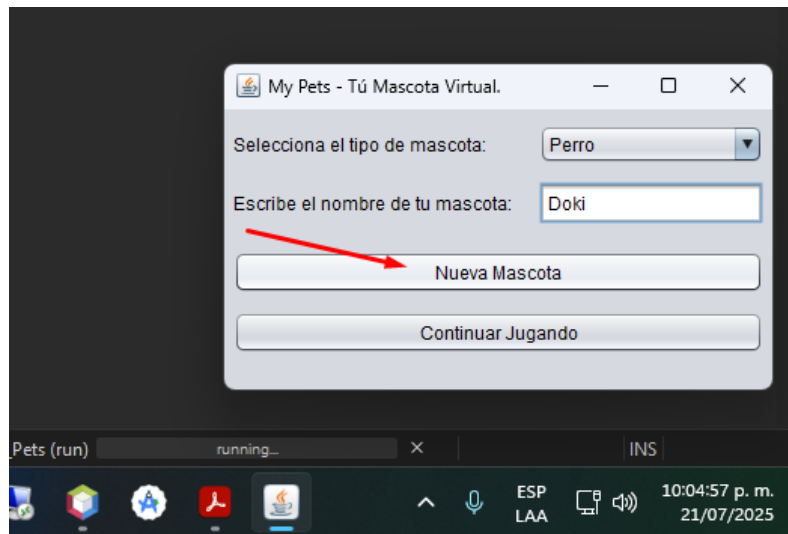 My Pets - Tú Mascota Virtual.
Selecciona el tipo de mascota: Perro
Escribe el nombre de tu mascota: Doki
Nueva Mascota
Continuar Jugando
_Pets (run) running... INS
ESP 10:04:57 p. m.
LAA 21/07/2025